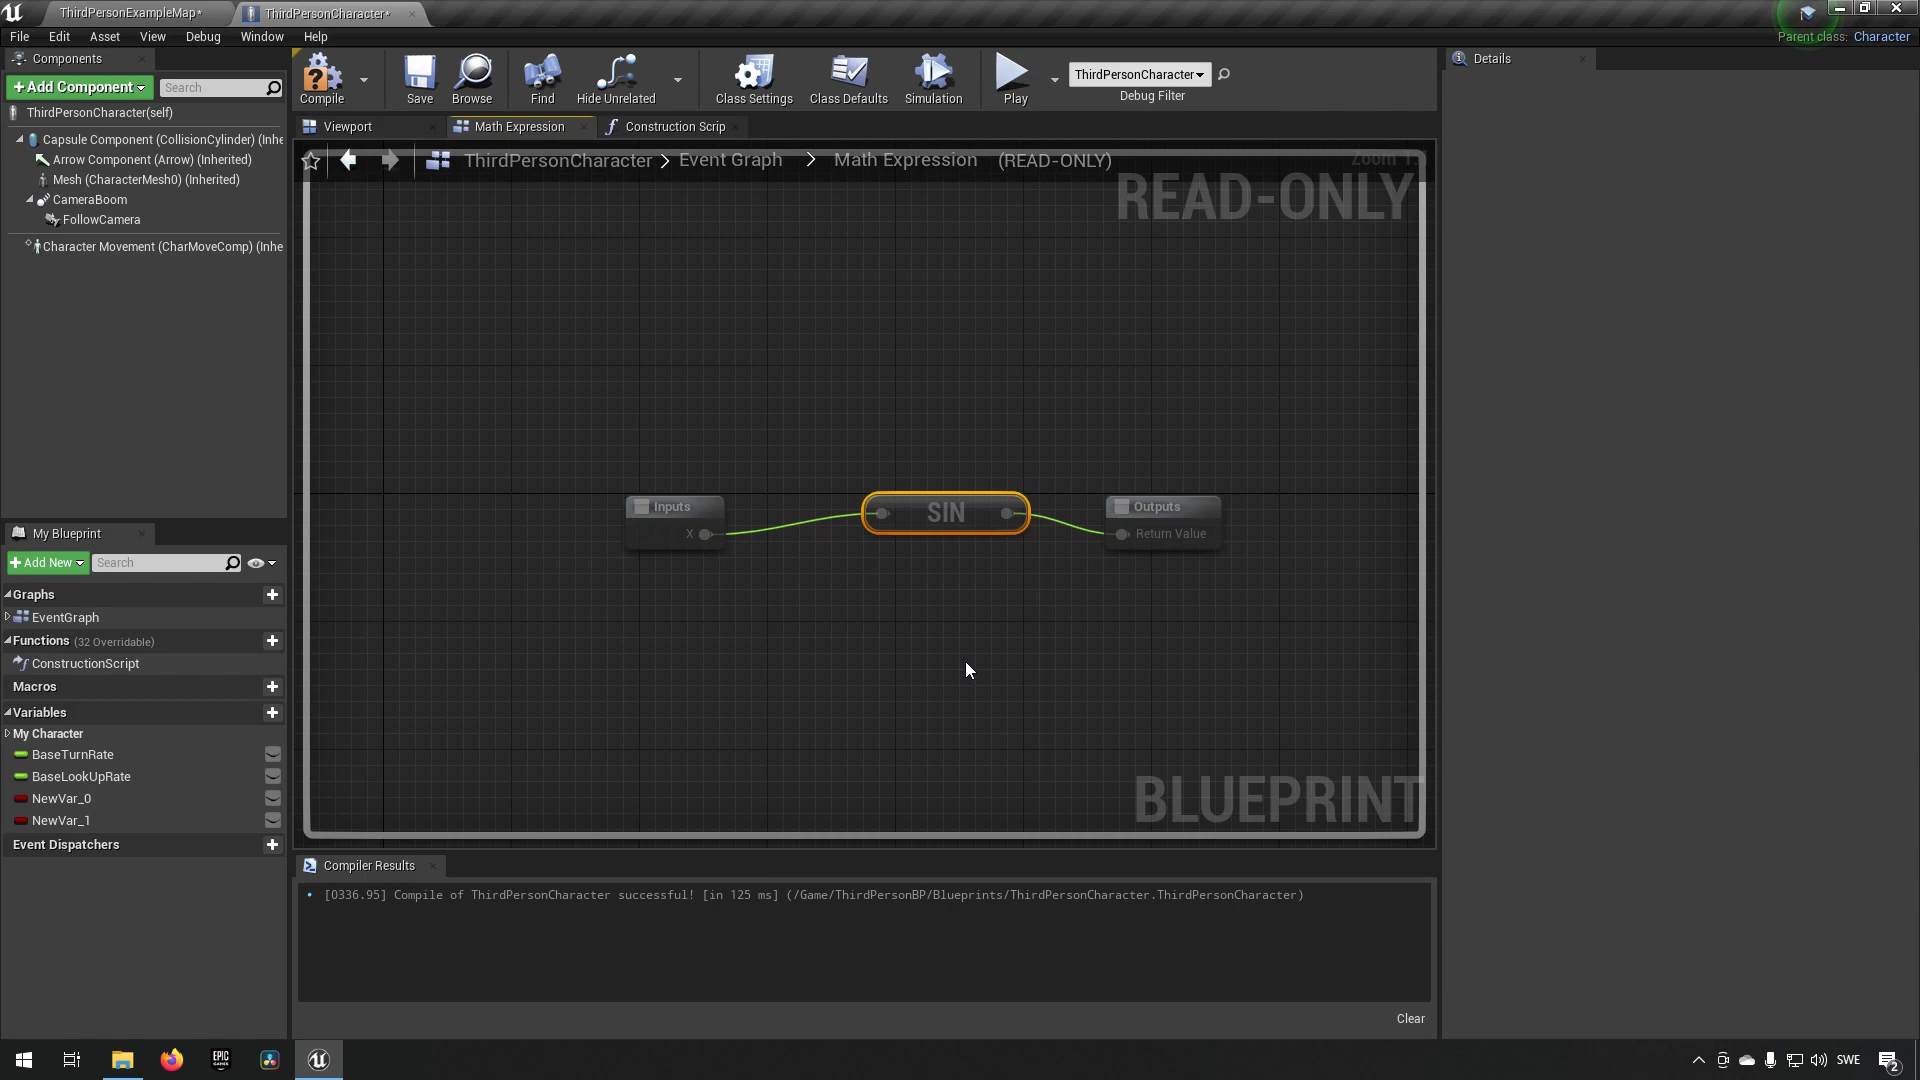 ThirdPersonExampleMap*
ThirdPersonCharacter*
File Edit Asset View Debug Window Help
Parent class: Character
Components
+Add Component
Search
ThirdPersonCharacter(self)
Capsule Component (CollisionCylinder) (Inhe
Arrow Component (Arrow) (Inherited)
Mesh (CharacterMesh0) (Inherited)
CameraBoom
FollowCamera
Character Movement (CharMoveComp) (Inhe
Compile
Save
Browse
Find
Hide Unrelated
Class Settings
Class Defaults
Simulation
Play
ThirdPersonCharacter
Debug Filter
Details
Viewport
Math Expression
Construction Scrip
ThirdPersonCharacter > Event Graph > Math Expression (READ-ONLY)
READ-ONLY
Inputs
X
SIN
Outputs
Return Value
BLUEPRINT
My Blueprint
+Add New
Search
Graphs
EventGraph
Functions (32 Overridable)
ConstructionScript
Macros
Variables
My Character
BaseTurnRate
BaseLookUpRate
NewVar_0
NewVar_1
Event Dispatchers
Compiler Results
• [0336.95] Compile of ThirdPersonCharacter successful! [in 125 ms] (/Game/ThirdPersonBP/Blueprints/ThirdPersonCharacter.ThirdPersonCharacter)
Clear
EPIC
GAMES
SWE
2